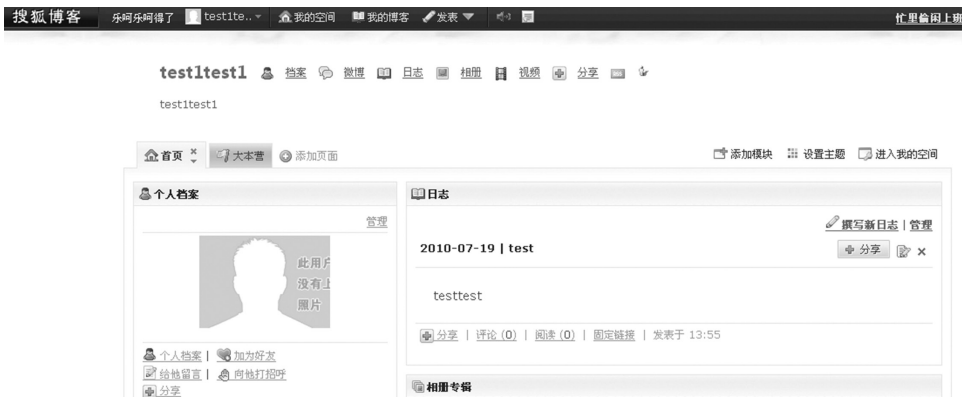 搜狐博客 乐呵乐呵得了 test1te.. 我的空间 我的博客 发表 忙里偷闲上班
test1test1 档案 微博 日志 相册 视频 分享
test1test1
首页 大本营 添加页面 添加模块 设置主题 进入我的空间
个人档案
管理
此用户
没有上
照片
个人档案 | 加为好友
给他留言 | 向他打招呼
分享
日志
撰写新日志 | 管理
2010-07-19 | test 分享
testtest
分享 | 评论 (0) | 阅读 (0) | 固定链接 | 发表于 13:55
相册专辑